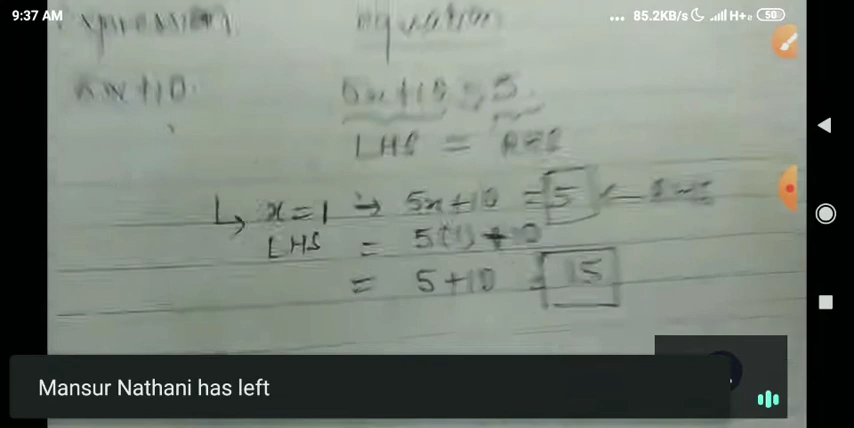 9:37 AM ... 85.2KB/s H+ 50
expression equation
5x+10 5x+10 = 5
LHS = RHS
↳ x=1 → 5x+10 = 5 ←
LHS = 5(1)+10
= 5+10 = 15
Mansur Nathani has left